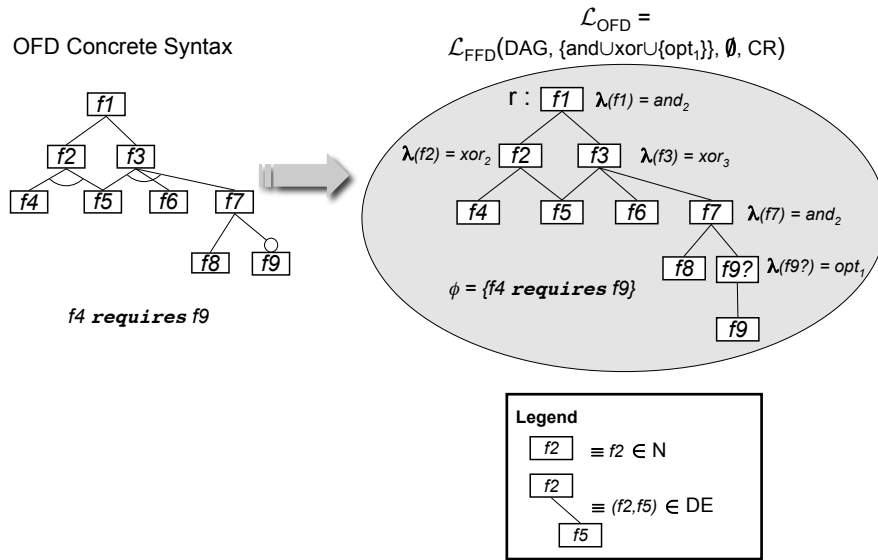 OFD Concrete Syntax
f1
f2 f3
f4 f5 f6 f7
f8 f9
f4 requires f9
ℒOFD =
ℒFFD(DAG, {and∪xor∪{opt₁}}, ∅, CR)
r : f1 λ(f1) = and₂
λ(f2) = xor₂ f2 f3 λ(f3) = xor₃
f4 f5 f6 f7 λ(f7) = and₂
f8 f9? λ(f9?) = opt₁
ϕ = {f4 requires f9}
f9
Legend
f2 ≡ f2 ∈ N
f2
≡ (f2,f5) ∈ DE
f5